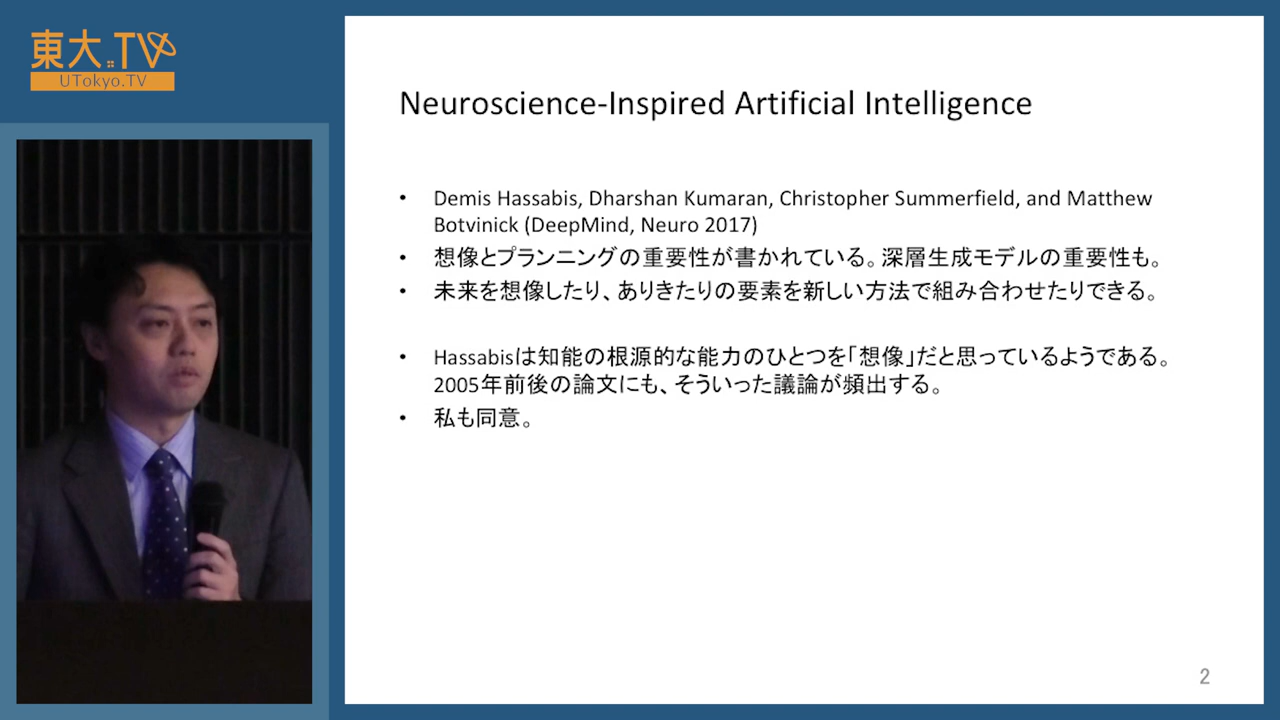 東大.TV
UTokyo.TV
Neuroscience-Inspired Artificial Intelligence
• Demis Hassabis, Dharshan Kumaran, Christopher Summerfield, and Matthew
Botvinick (DeepMind, Neuro 2017)
• 想像とプランニングの重要性が書かれている。深層生成モデルの重要性も。
• 未来を想像したり、ありきたりの要素を新しい方法で組み合わせたりできる。
• Hassabisは知能の根源的な能力のひとつを「想像」だと思っているようである。
2005年前後の論文にも、そういった議論が頻出する。
• 私も同意。
2